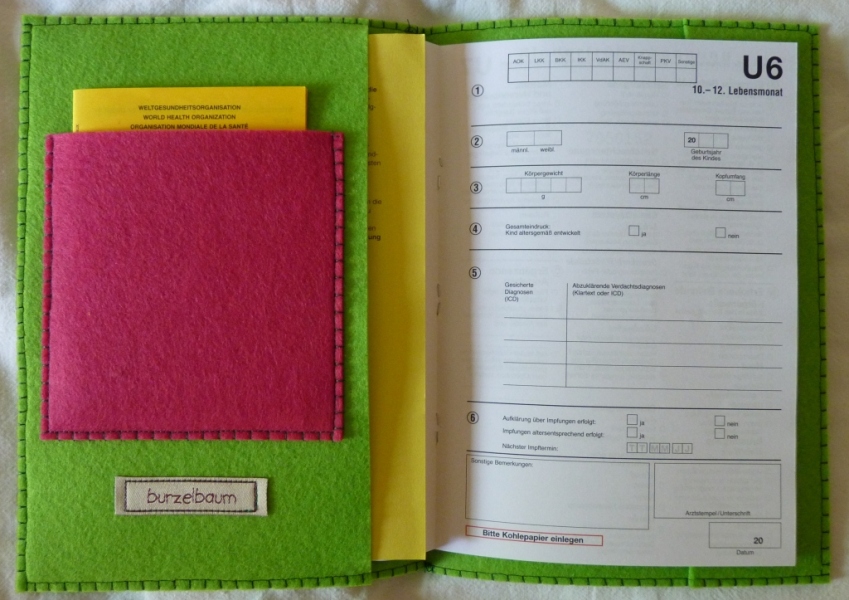 WELTGESUNDHEITSORGANISATION
WORLD HEALTH ORGANIZATION
ORGANISATION MONDIALE DE LA SANTÉ
burzelbaum
AOK LKK BKK IKK VdAK AEV Knapp-schaft PKV Sonstige
U6
10.– 12. Lebensmonat
1
2
männl. weibl.
20
Geburtsjahr
des Kindes
3
Körpergewicht Körperlänge Kopfumfang
g cm cm
4
Gesamteindruck:
Kind altersgemäß entwickelt ja nein
5
Gesicherte Abzuklärende Verdachtsdiagnosen
Diagnosen (Klartext oder ICD)
(ICD)
6
Aufklärung über Impfungen erfolgt: ja nein
Impfungen altersentsprechend erfolgt: ja nein
Nächster Impftermin: T T M M J J
Sonstige Bemerkungen:
Arztstempel/Unterschrift
Bitte Kohlepapier einlegen
20
Datum